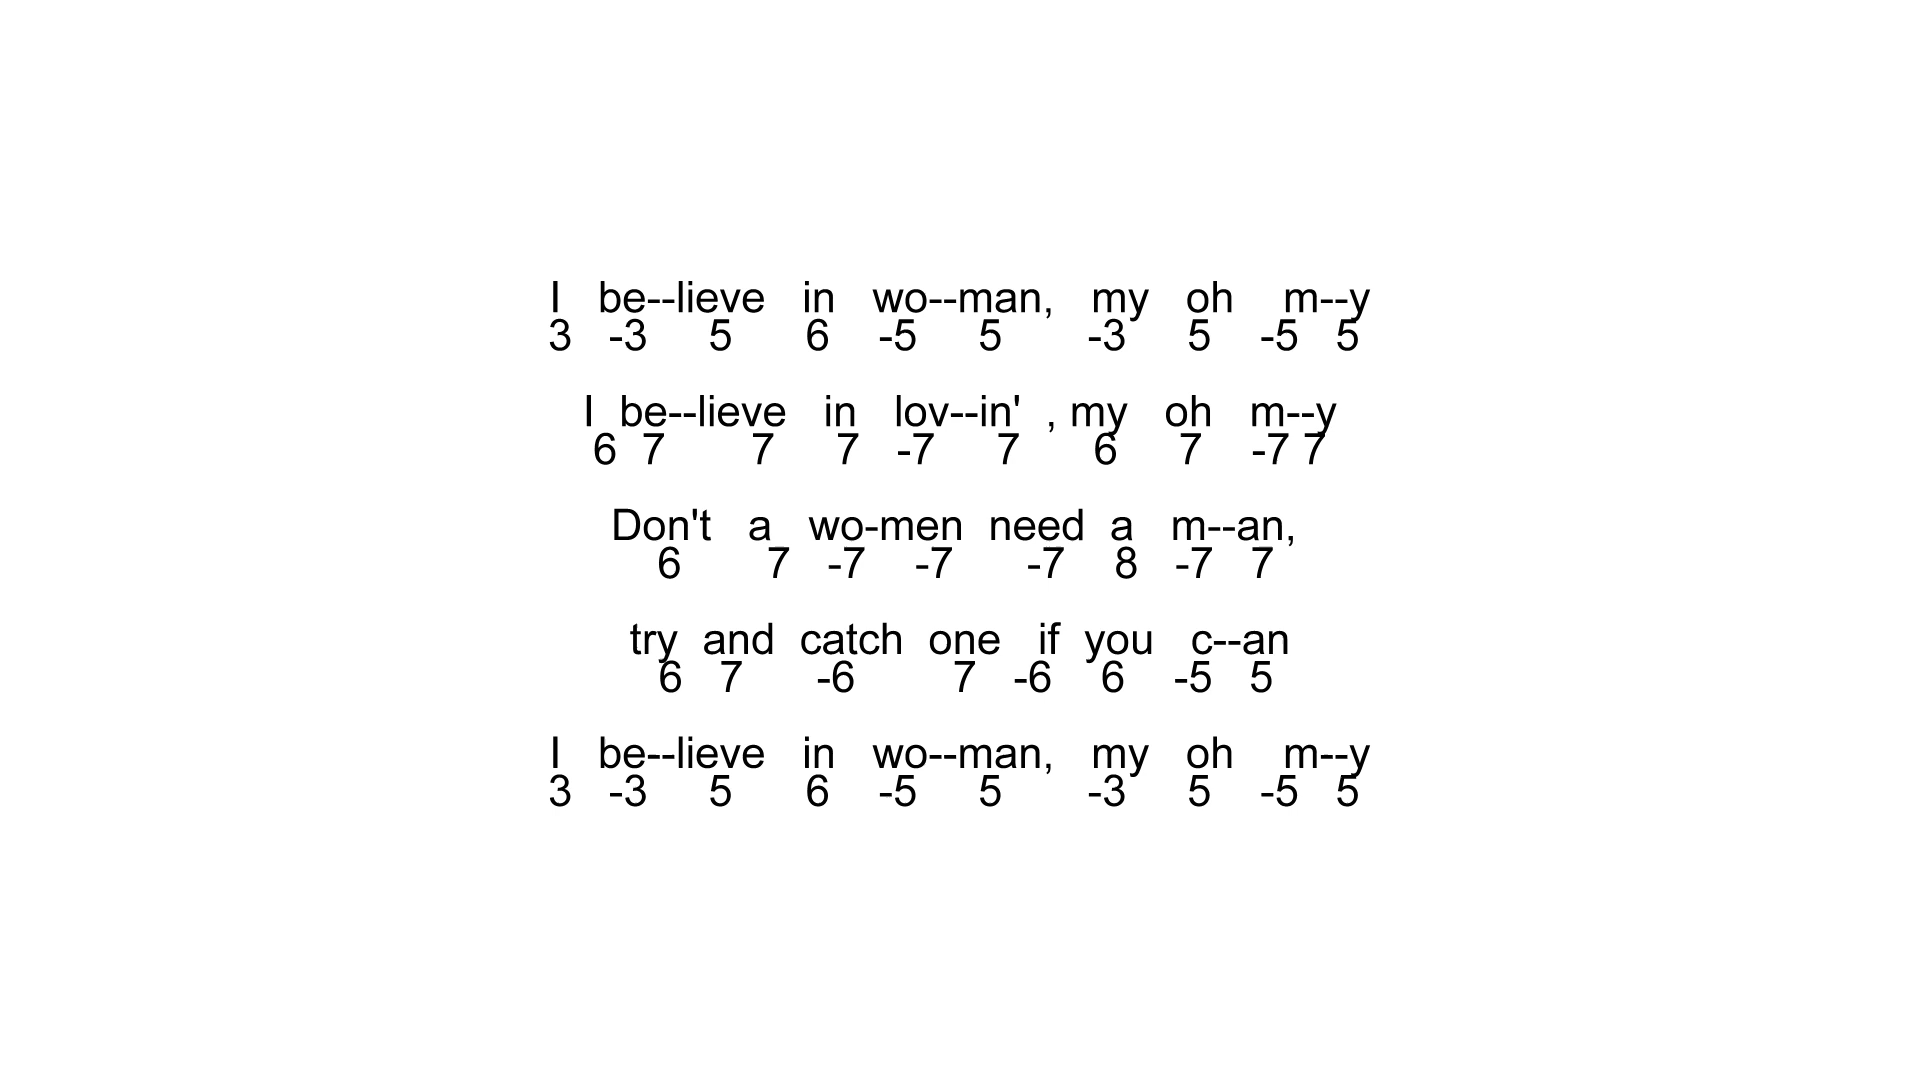 I be--lieve in wo--man, my oh m--y
3 -3 5 6 -5 5 -3 5 -5 5
I be--lieve in lov--in' , my oh m--y
6 7 7 7 -7 7 6 7 -7 7
Don't a wo-men need a m--an,
6 7 -7 -7 -7 8 -7 7
try and catch one if you c--an
6 7 -6 7 -6 6 -5 5
I be--lieve in wo--man, my oh m--y
3 -3 5 6 -5 5 -3 5 -5 5